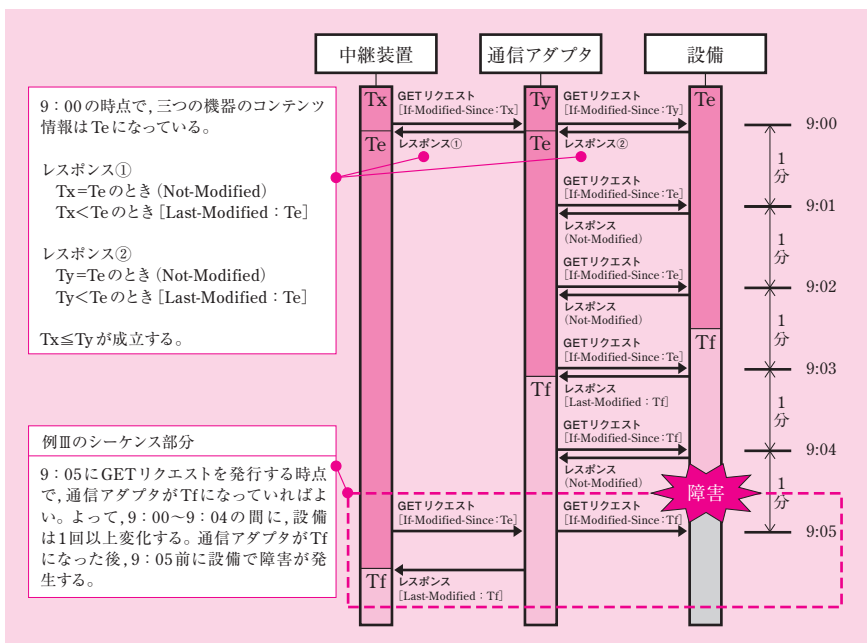 中継装置
通信アダプタ
設備
9：00の時点で，三つの機器のコンテンツ
情報はTeになっている。
レスポンス①
Tx=Teのとき（Not-Modified）
Tx<Teのとき［Last-Modified：Te］
レスポンス②
Ty=Teのとき（Not-Modified）
Ty<Teのとき［Last-Modified：Te］
Tx≦Tyが成立する。
Tx
GETリクエスト
[If-Modified-Since：Tx]
Ty
GETリクエスト
[If-Modified-Since：Ty]
Te
9:00
Te
レスポンス①
Te
レスポンス②
1
分
GETリクエスト
[If-Modified-Since：Te]
9:01
レスポンス
(Not-Modified)
1
分
GETリクエスト
[If-Modified-Since：Te]
9:02
レスポンス
(Not-Modified)
1
分
Tf
GETリクエスト
[If-Modified-Since：Te]
9:03
Tf
レスポンス
[Last-Modified：Tf]
1
分
GETリクエスト
[If-Modified-Since：Tf]
9:04
レスポンス
(Not-Modified)
障害
1
分
例Ⅲのシーケンス部分
9：05にGETリクエストを発行する時点
で，通信アダプタがTfになっていればよ
い。よって，9：00～9：04の間に，設備
は1回以上変化する。通信アダプタがTf
になった後，9：05前に設備で障害が発
生する。
GETリクエスト
[If-Modified-Since：Te]
GETリクエスト
[If-Modified-Since：Tf]
9:05
Tf
レスポンス
[Last-Modified：Tf]